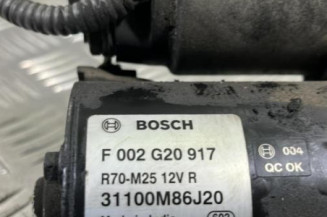 BOSCH
F 002 G20 917
R70-M25 12V R
31100M86J20
004
QC OK